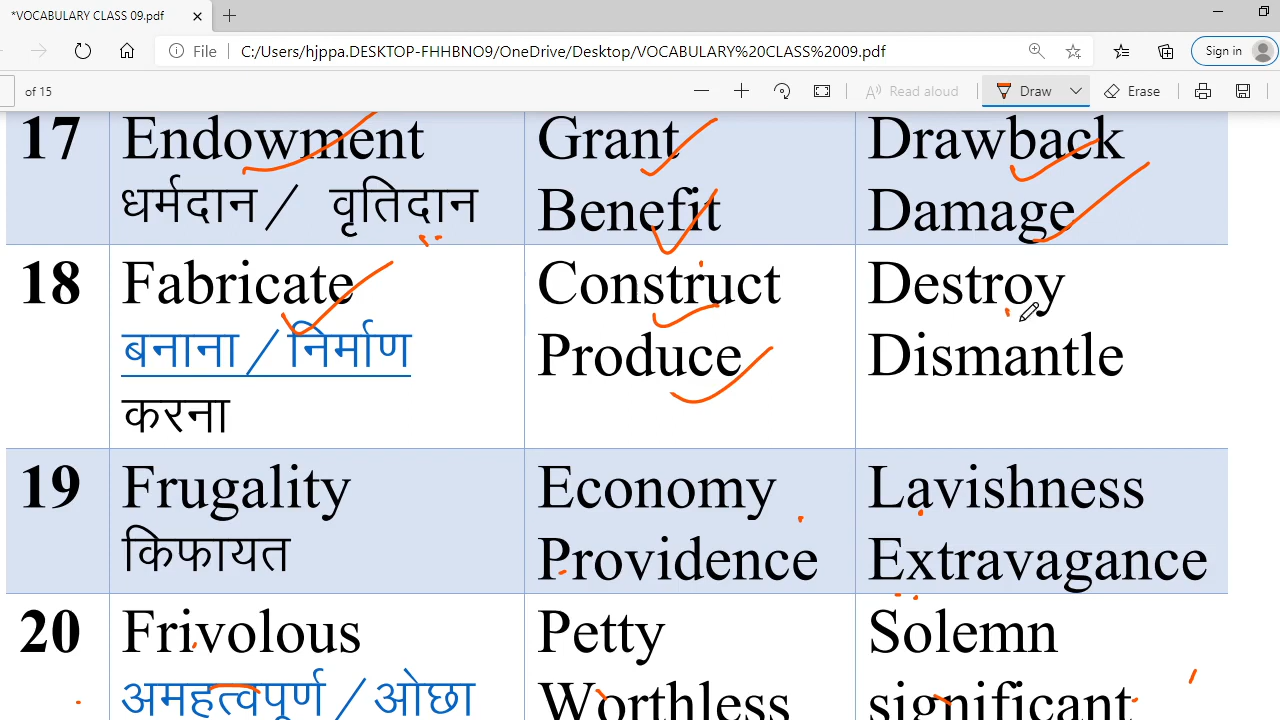 *VOCABULARY CLASS 09.pdf
File C:/Users/hjppa.DESKTOP-FHHBNO9/OneDrive/Desktop/VOCABULARY%20CLASS%2009.pdf Sign in
of 15 Read aloud Draw Erase
17 Endowment Grant Drawback
धर्मदान / वृतिदान Benefit Damage
18 Fabricate Construct Destroy
बनाना / निर्माण Produce Dismantle
करना
19 Frugality Economy Lavishness
किफायत Providence Extravagance
20 Frivolous Petty Solemn
अमहत्वपूर्ण / ओछा Worthless significant